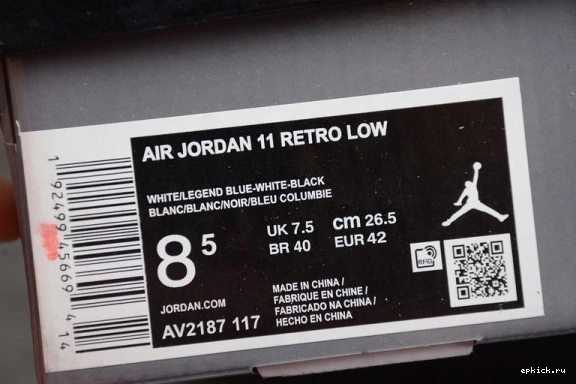 AIR JORDAN 11 RETRO LOW
WHITE/LEGEND BLUE-WHITE-BLACK
BLANC/BLANC/NOIR/BLEU COLUMBIE
8 5
UK 7.5 cm 26.5
BR 40 EUR 42
RFID
JORDAN.COM
AV2187 117
MADE IN CHINA /
FABRIQUE EN CHINE /
FABRICADO NA CHINA /
HECHO EN CHINA
1 92499 45669 4 14
epkick.ru